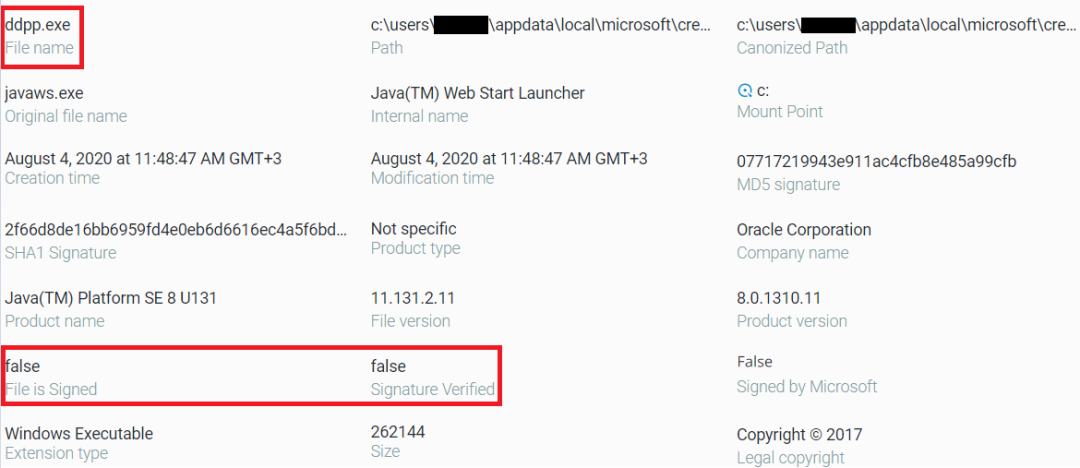 ddpp.exe
File name
c:\users\ \appdata\local\microsoft\cre...
Path
c:\users\ \appdata\local\microsoft\cre...
Canonized Path
javaws.exe
Original file name
Java(TM) Web Start Launcher
Internal name
c:
Mount Point
August 4, 2020 at 11:48:47 AM GMT+3
Creation time
August 4, 2020 at 11:48:47 AM GMT+3
Modification time
07717219943e911ac4cfb8e485a99cfb
MD5 signature
2f66d8de16bb6959fd4e0eb6d6616ec4a5f6bd...
SHA1 Signature
Not specific
Product type
Oracle Corporation
Company name
Java(TM) Platform SE 8 U131
Product name
11.131.2.11
File version
8.0.1310.11
Product version
false
File is Signed
false
Signature Verified
False
Signed by Microsoft
Windows Executable
Extension type
262144
Size
Copyright © 2017
Legal copyright